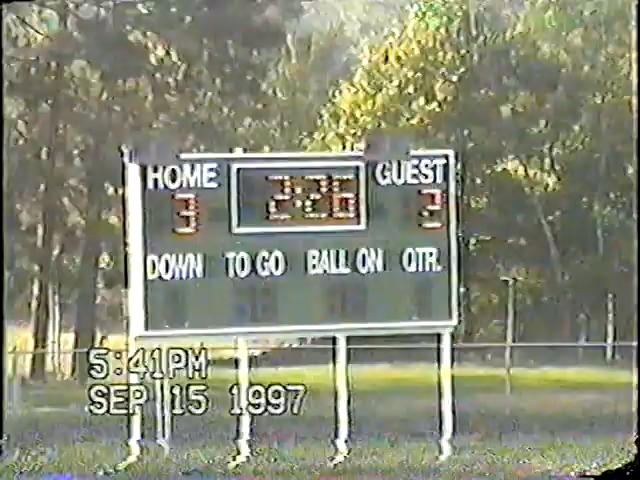 HOME 2:26 GUEST
3 2
DOWN TO GO BALL ON QTR.
5:41PM
SEP 15 1997